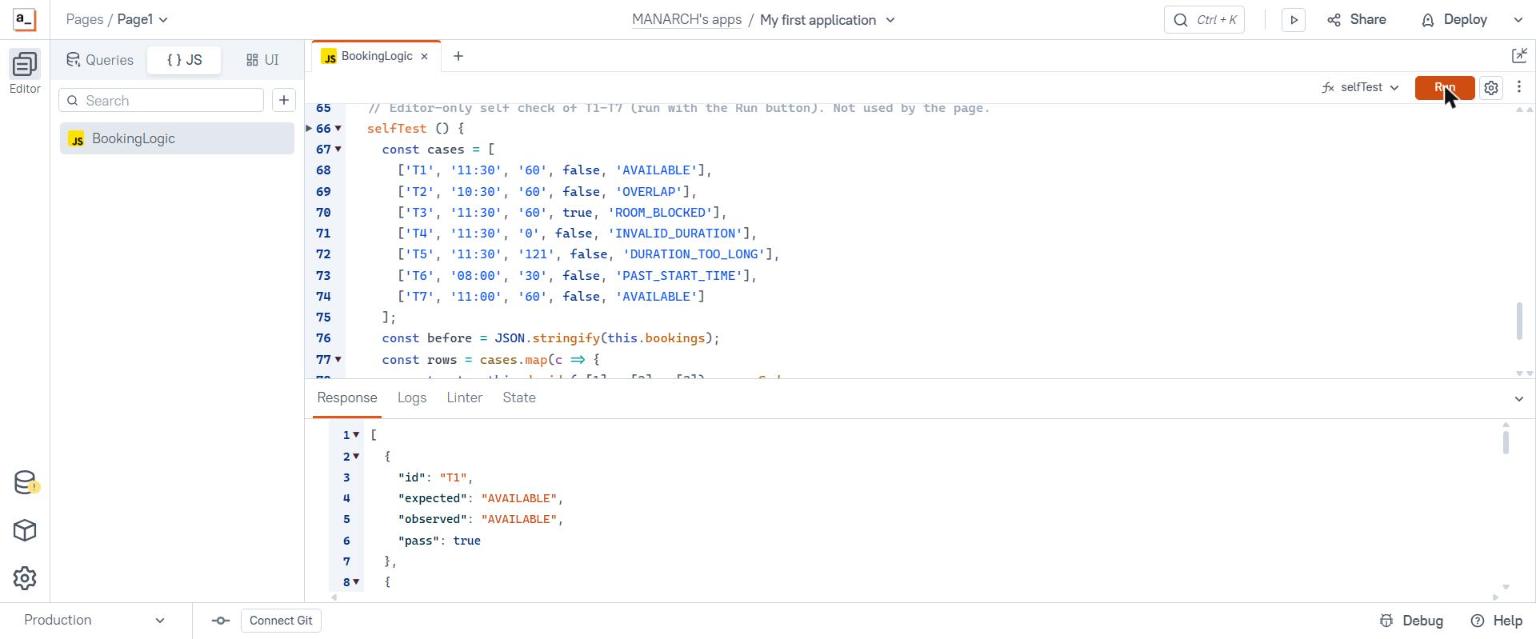 a_
Pages / Page1
MANARCH's apps / My first application
Ctrl + K
Share
Deploy
Editor
Queries
{ } JS
UI
Search
+
JS BookingLogic
JS BookingLogic ×
+
fx selfTest
Run
65 // Editor-only self check of T1-T7 (run with the Run button). Not used by the page.
66 selfTest () {
67 const cases = [
68 ['T1', '11:30', '60', false, 'AVAILABLE'],
69 ['T2', '10:30', '60', false, 'OVERLAP'],
70 ['T3', '11:30', '60', true, 'ROOM_BLOCKED'],
71 ['T4', '11:30', '0', false, 'INVALID_DURATION'],
72 ['T5', '11:30', '121', false, 'DURATION_TOO_LONG'],
73 ['T6', '08:00', '30', false, 'PAST_START_TIME'],
74 ['T7', '11:00', '60', false, 'AVAILABLE']
75 ];
76 const before = JSON.stringify(this.bookings);
77 const rows = cases.map(c => {
Response
Logs
Linter
State
1 [
2 {
3 "id": "T1",
4 "expected": "AVAILABLE",
5 "observed": "AVAILABLE",
6 "pass": true
7 },
8 {
Production
Connect Git
Debug
Help